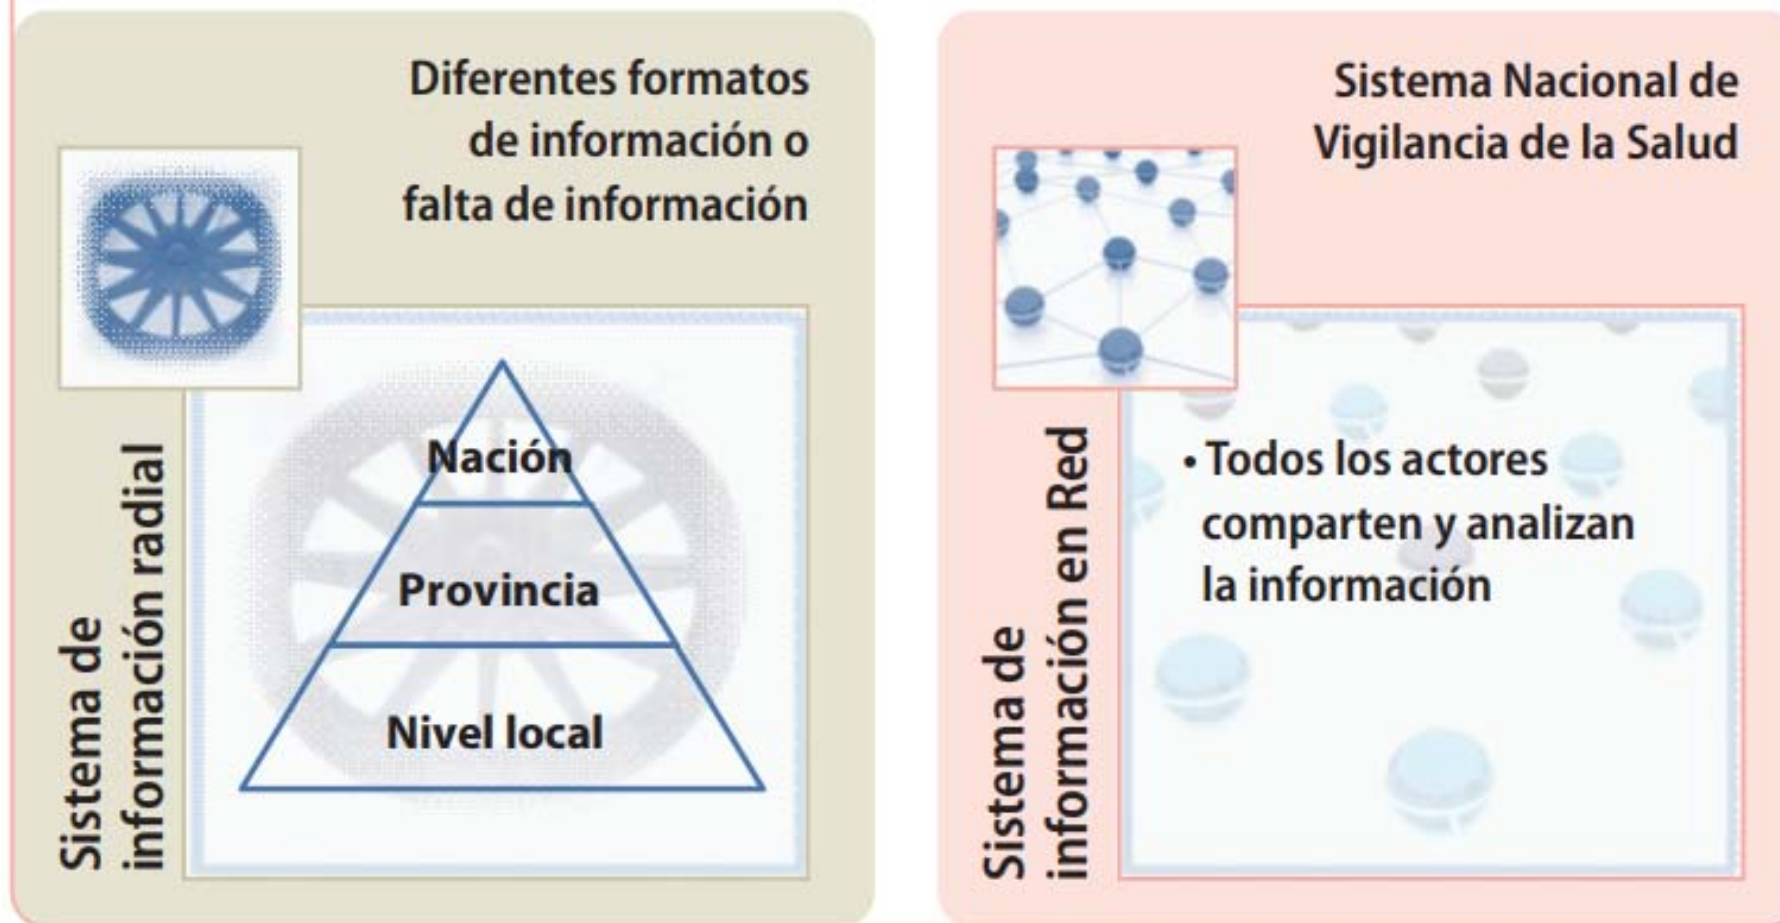 Diferentes formatos
de información o
falta de información
Sistema de
información radial
Nación
Provincia
Nivel local
Sistema Nacional de
Vigilancia de la Salud
Sistema de
información en Red
• Todos los actores
comparten y analizan
la información